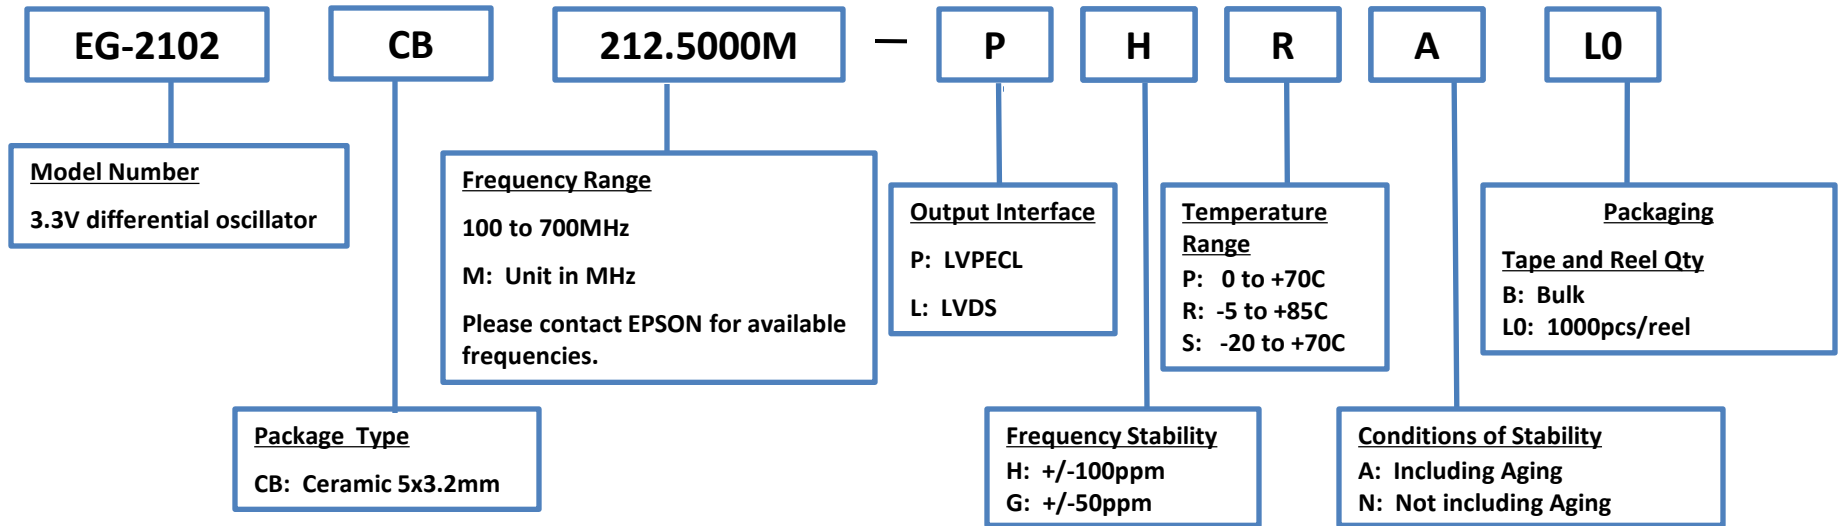 EG-2102 CB 212.5000M — P H R A L0
Model Number
3.3V differential oscillator
Frequency Range
100 to 700MHz
M: Unit in MHz
Please contact EPSON for available
frequencies.
Output Interface
P: LVPECL
L: LVDS
Temperature
Range
P: 0 to +70C
R: -5 to +85C
S: -20 to +70C
Packaging
Tape and Reel Qty
B: Bulk
L0: 1000pcs/reel
Package Type
CB: Ceramic 5x3.2mm
Frequency Stability
H: +/-100ppm
G: +/-50ppm
Conditions of Stability
A: Including Aging
N: Not including Aging